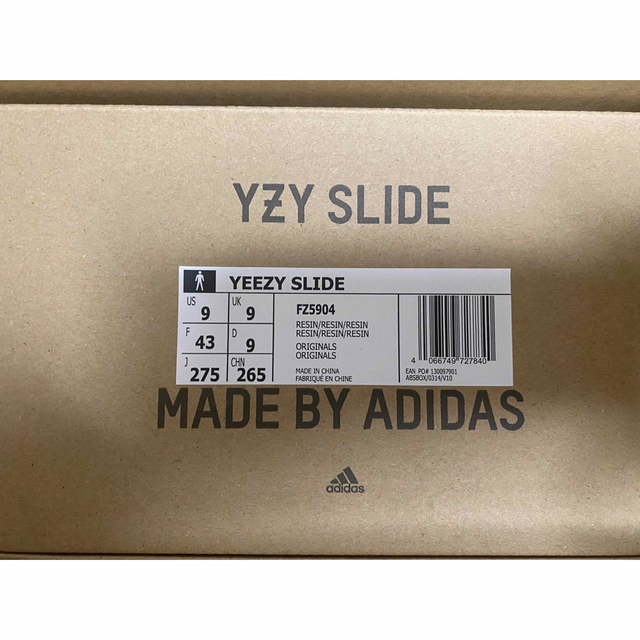 YZY SLIDE
YEEZY SLIDE
US 9 UK 9
F 43 D 9
J 275 CHN 265
FZ5904
RESIN/RESIN/RESIN
RESIN/RESIN/RESIN
ORIGINALS
ORIGINALS
MADE IN CHINA
FABRIQUÉ EN CHINE
4 066749 727840
EAN PO# 130097901
ABSBOX/0314/V10
MADE BY ADIDAS
adidas